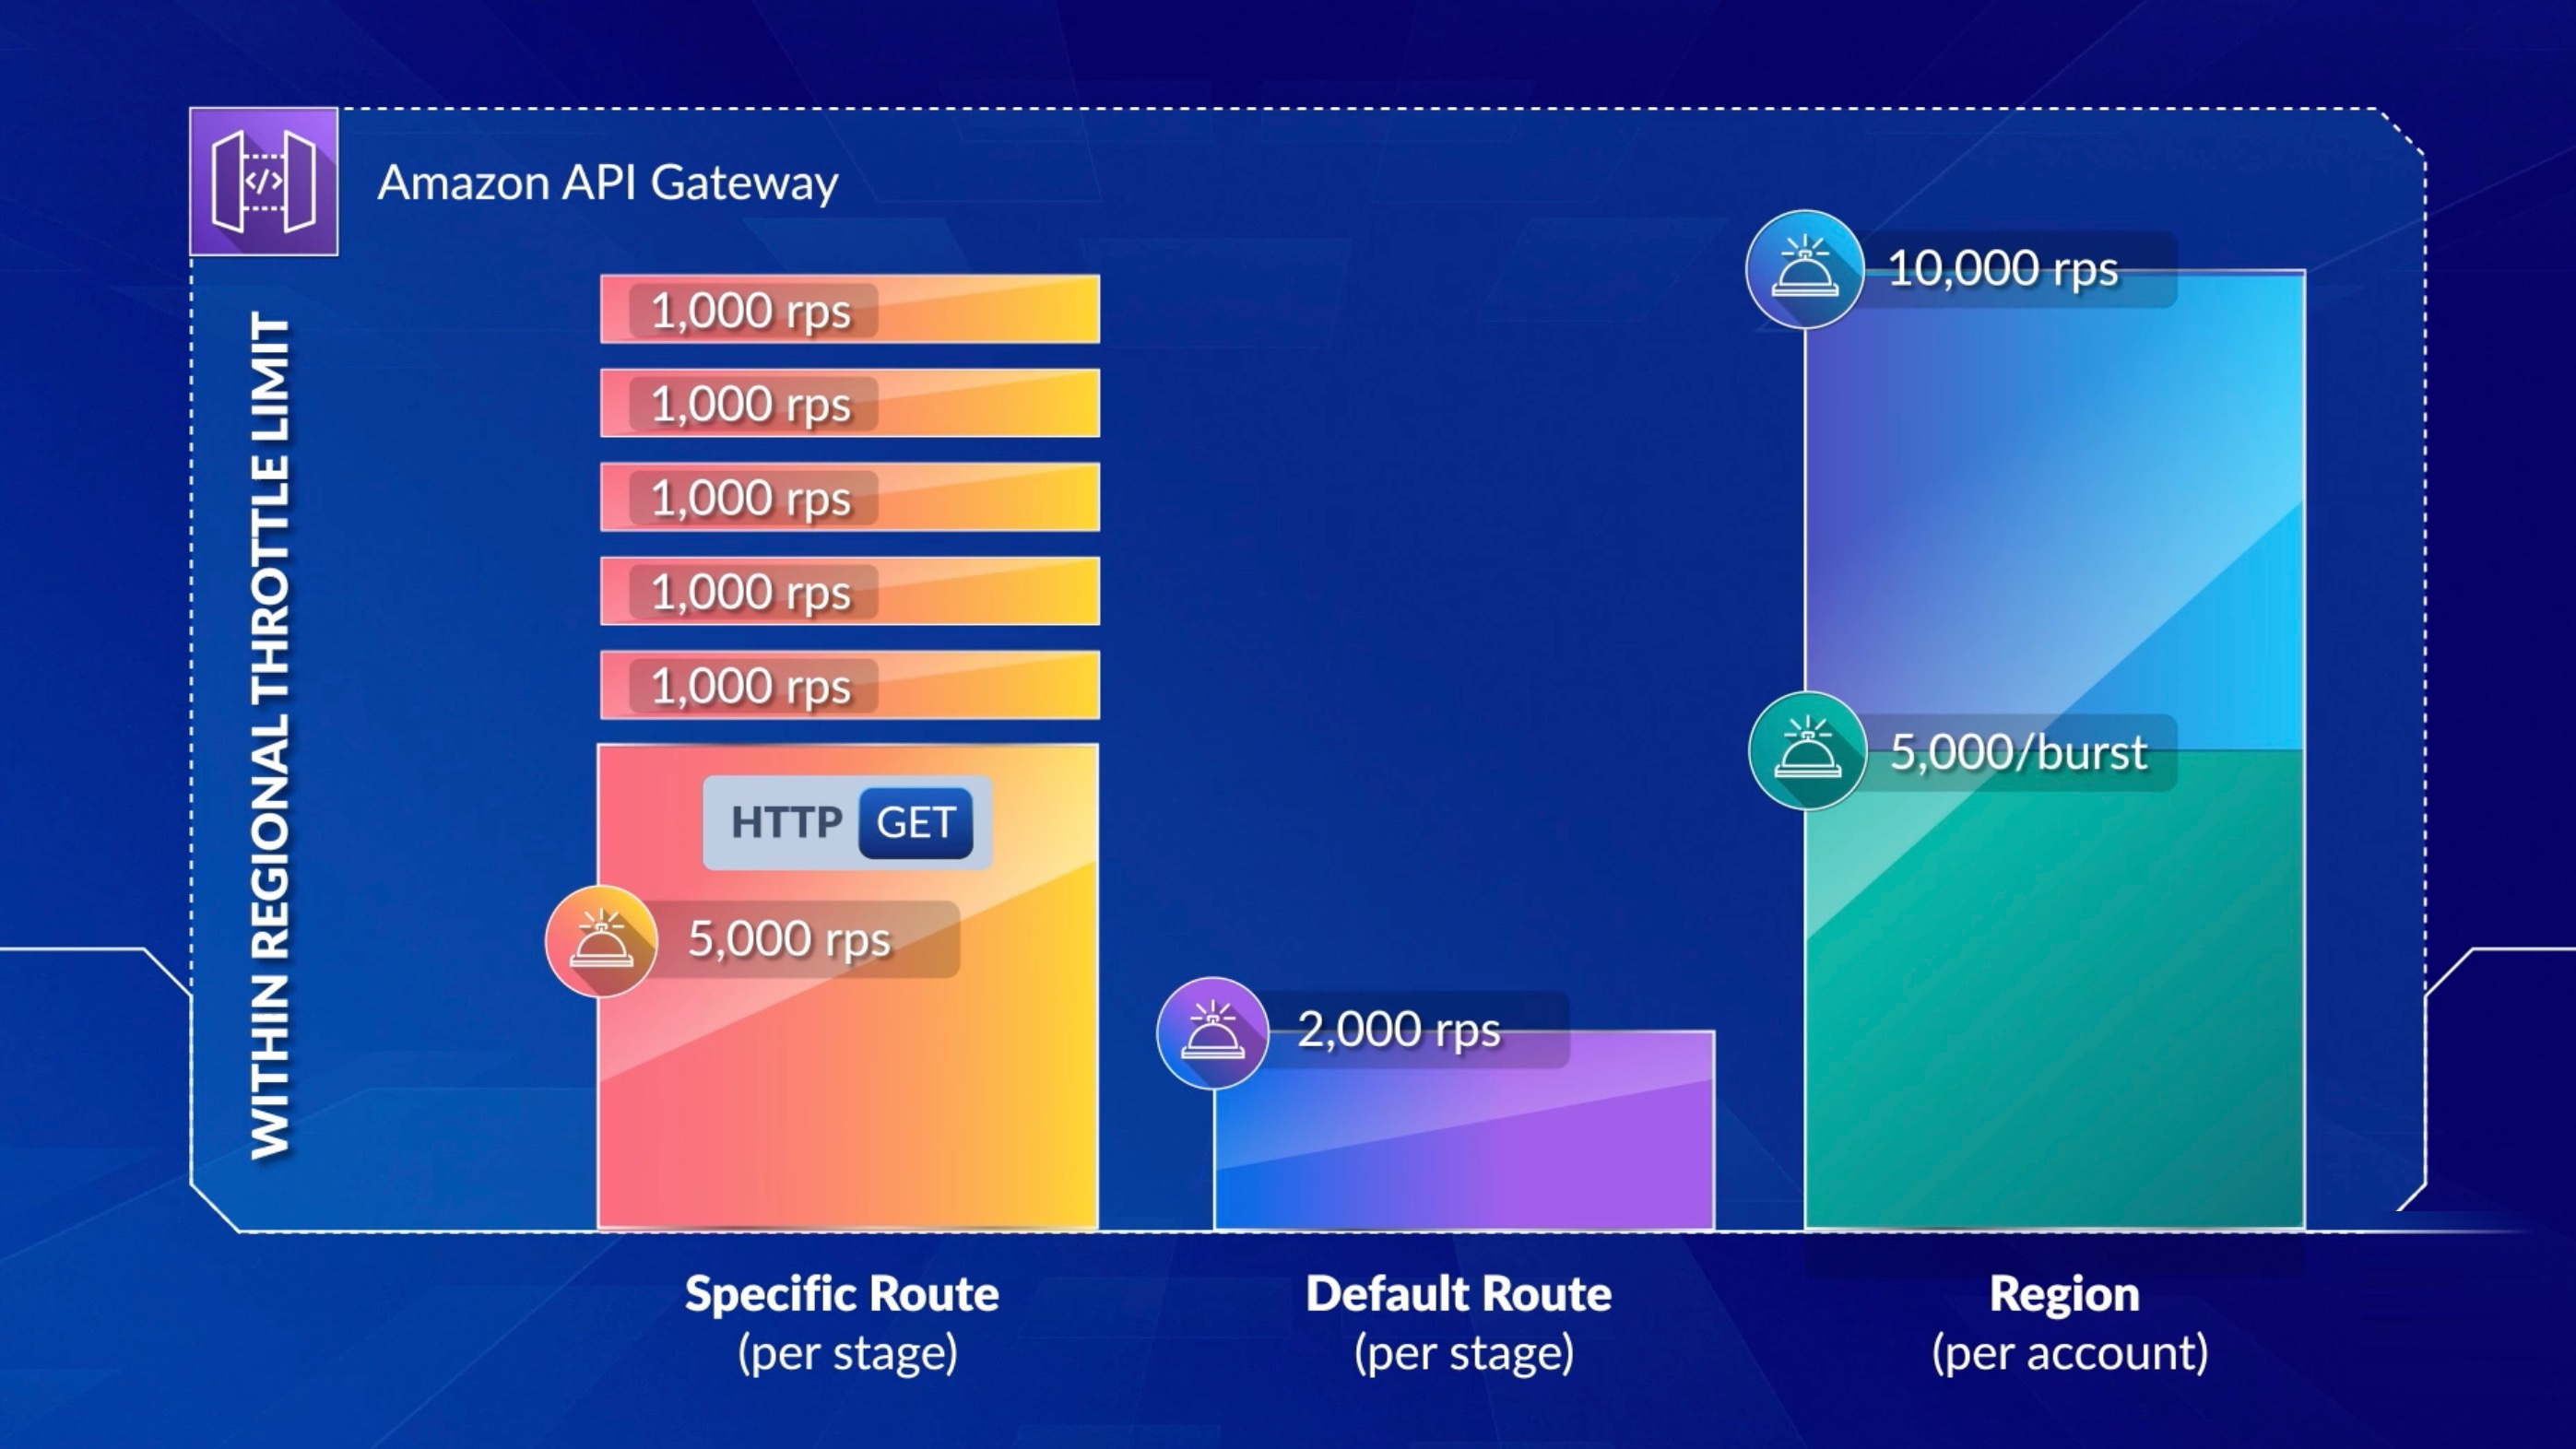 Amazon API Gateway
WITHIN REGIONAL THROTTLE LIMIT
1,000 rps
1,000 rps
1,000 rps
1,000 rps
1,000 rps
HTTP GET
5,000 rps
2,000 rps
10,000 rps
5,000/burst
Specific Route
(per stage)
Default Route
(per stage)
Region
(per account)